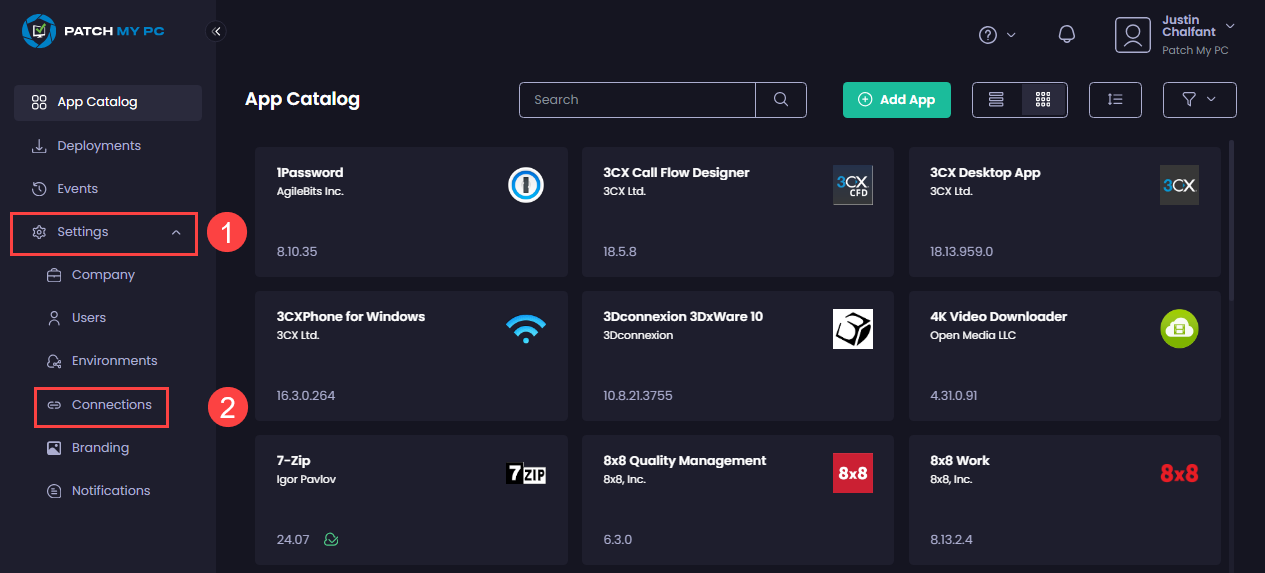 PATCH MY PC
Justin
Chalfant
Patch My PC
App Catalog
Deployments
Events
Settings
1
Company
Users
Environments
Connections
2
Branding
Notifications
App Catalog
Search
Add App
1Password
AgileBits Inc.
8.10.35
3CX Call Flow Designer
3CX Ltd.
3CX
CFD
18.5.8
3CX Desktop App
3CX Ltd.
3CX
18.13.959.0
3CXPhone for Windows
3CX Ltd.
16.3.0.264
3Dconnexion 3DxWare 10
3Dconnexion
10.8.21.3755
4K Video Downloader
Open Media LLC
4.31.0.91
7-Zip
Igor Pavlov
7ZIP
24.07
8x8 Quality Management
8x8, Inc.
8x8
6.3.0
8x8 Work
8x8, Inc.
8x8
8.13.2.4